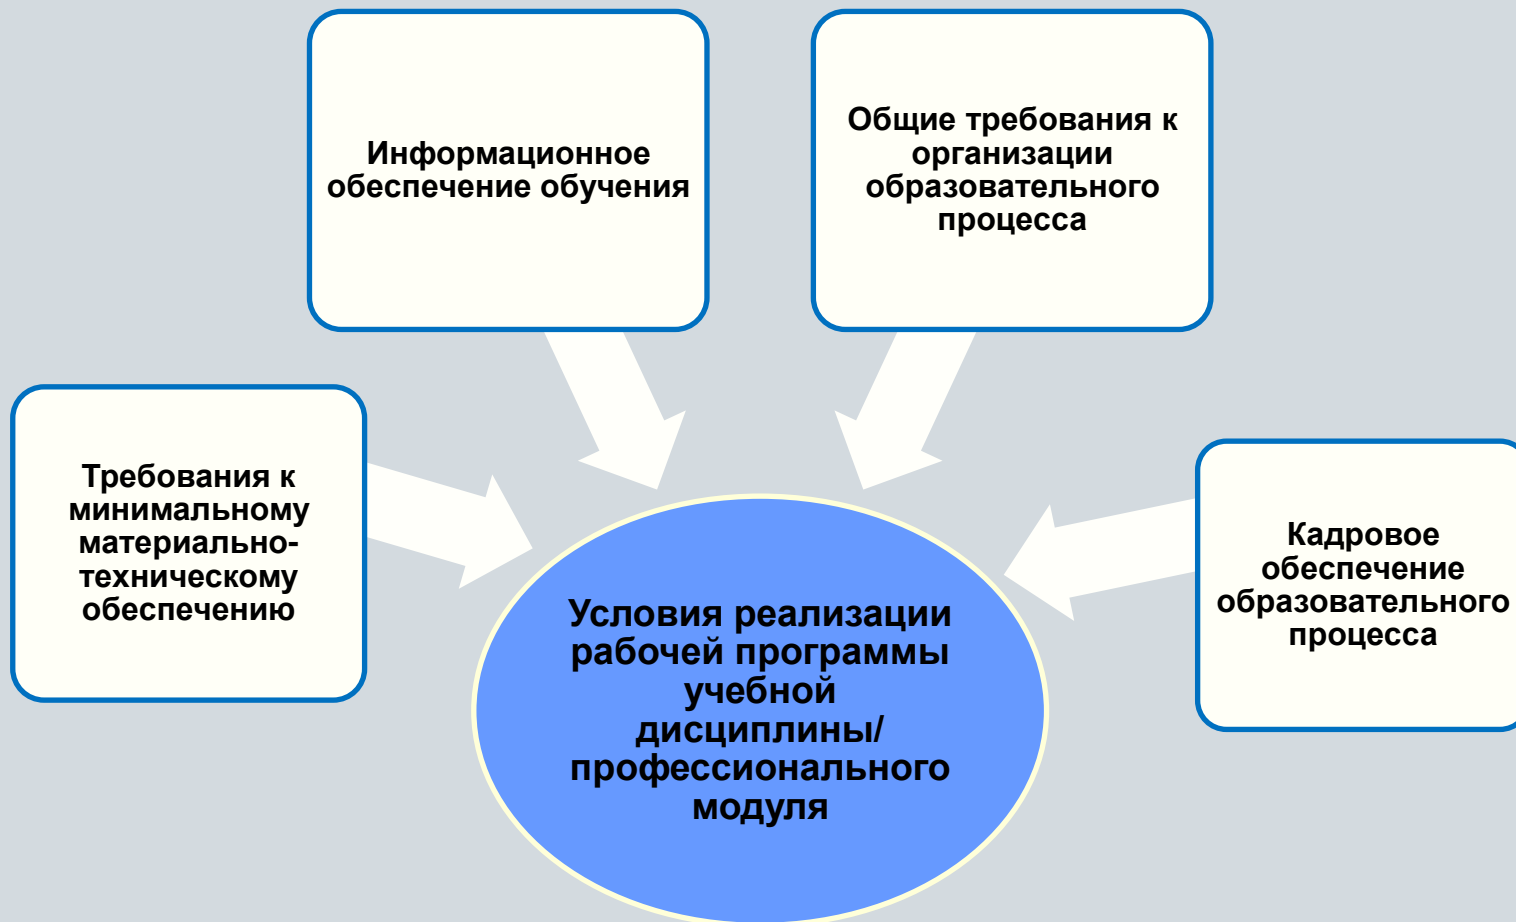 Информационное
обеспечение обучения
Общие требования к
организации
образовательного
процесса
Требования к
минимальному
материально-
техническому
обеспечению
Кадровое
обеспечение
образовательного
процесса
Условия реализации
рабочей программы
учебной
дисциплины/
профессионального
модуля